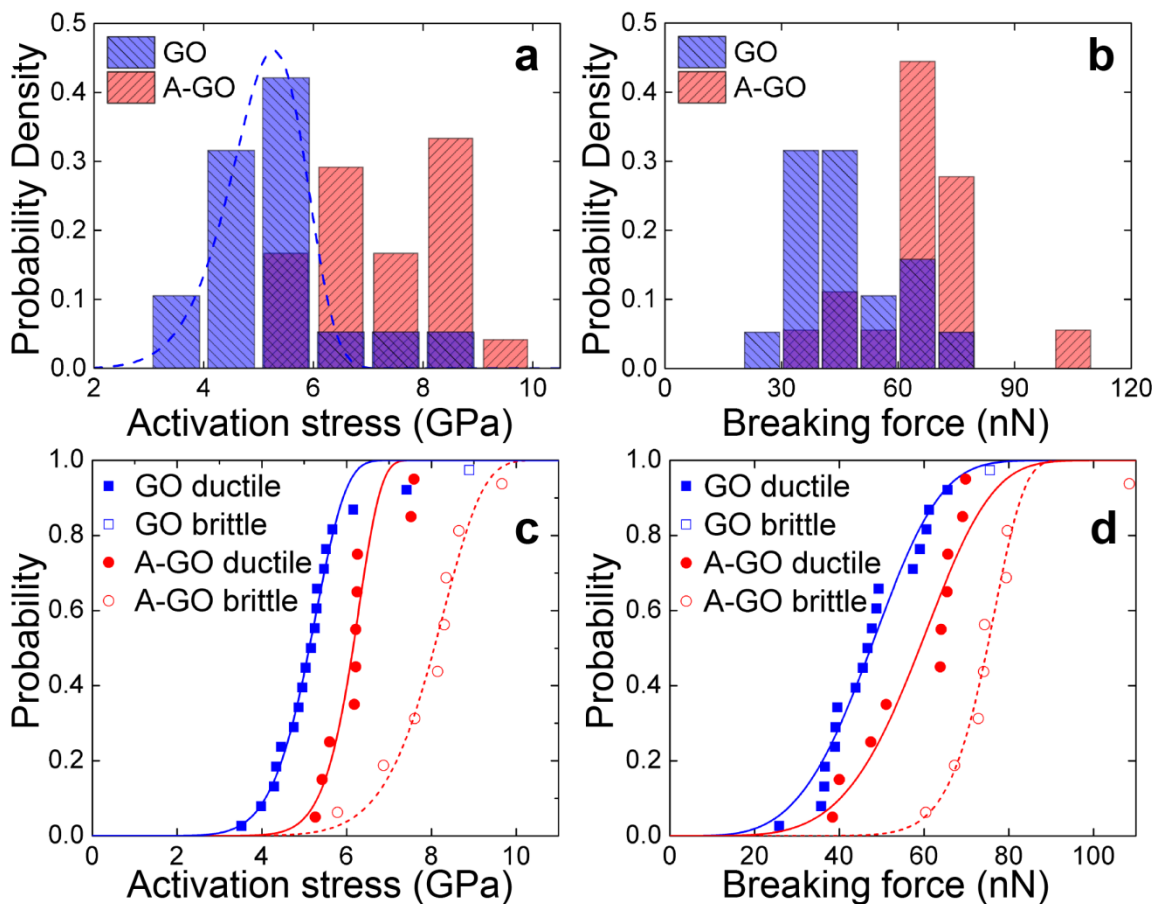 a
GO
A-GO
Probability Density
0.5
0.4
0.3
0.2
0.1
0.0
2
4
6
8
10
Activation stress (GPa)
b
GO
A-GO
Probability Density
0.5
0.4
0.3
0.2
0.1
0.0
0
30
60
90
120
Breaking force (nN)
c
GO ductile
GO brittle
A-GO ductile
A-GO brittle
Probability
1.0
0.8
0.6
0.4
0.2
0.0
0
2
4
6
8
10
Activation stress (GPa)
d
GO ductile
GO brittle
A-GO ductile
A-GO brittle
Probability
1.0
0.8
0.6
0.4
0.2
0.0
0
20
40
60
80
100
Breaking force (nN)